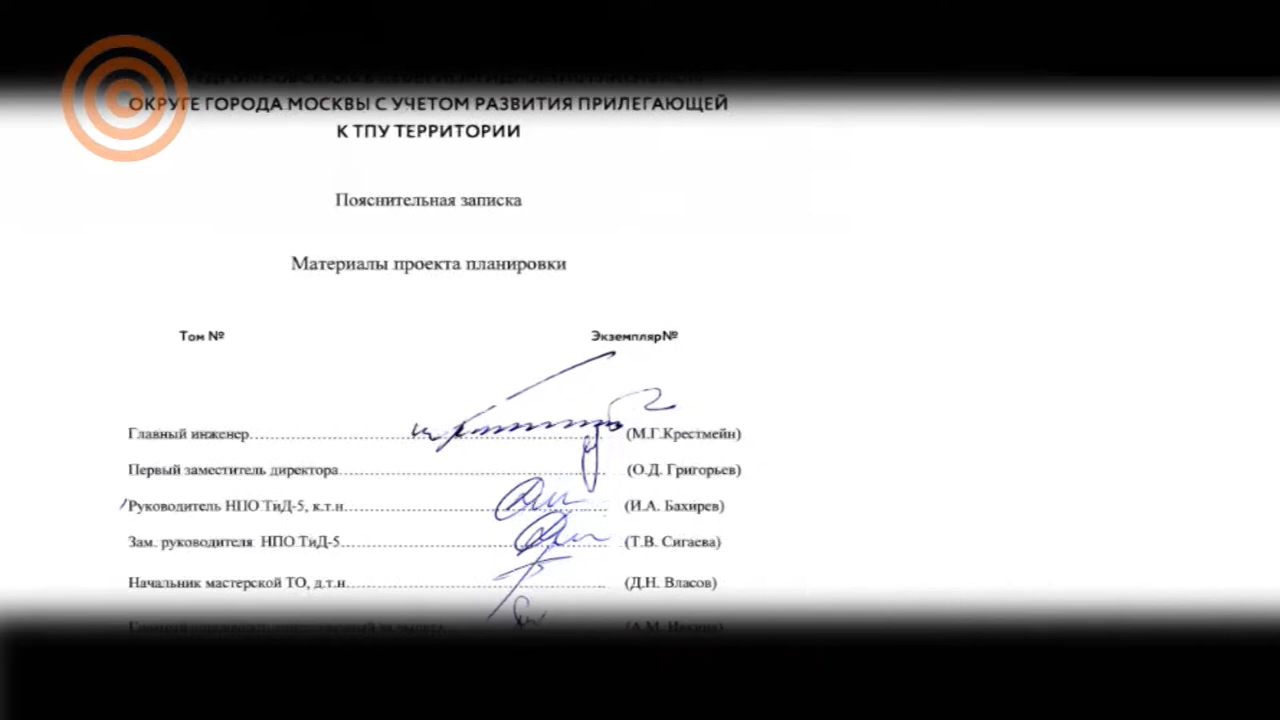 ОКРУГЕ ГОРОДА МОСКВЫ С УЧЕТОМ РАЗВИТИЯ ПРИЛЕГАЮЩЕЙ
К ТПУ ТЕРРИТОРИИ
Пояснительная записка
Материалы проекта планировки
Том № Экземпляр№
Главный инженер (М.Г.Крестмейн)
Первый заместитель директора (О.Д. Григорьев)
Руководитель НПО ТиД-5, к.т.н. (И.А. Бахирев)
Зам. руководителя НПО ТиД-5 (Т.В. Сигаева)
Начальник мастерской ТО, д.т.н. (Д.Н. Власов)